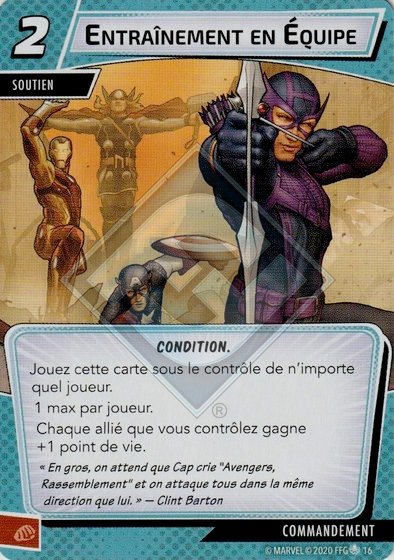 2
ENTRAÎNEMENT EN ÉQUIPE
SOUTIEN
CONDITION.
Jouez cette carte sous le contrôle de n'importe
quel joueur.
1 max par joueur.
Chaque allié que vous contrôlez gagne
+1 point de vie.
« En gros, on attend que Cap crie "Avengers,
Rassemblement" et on attaque tous dans la même
direction que lui. » — Clint Barton
® 
© MARVEL © 2020 FFG 16
COMMANDEMENT